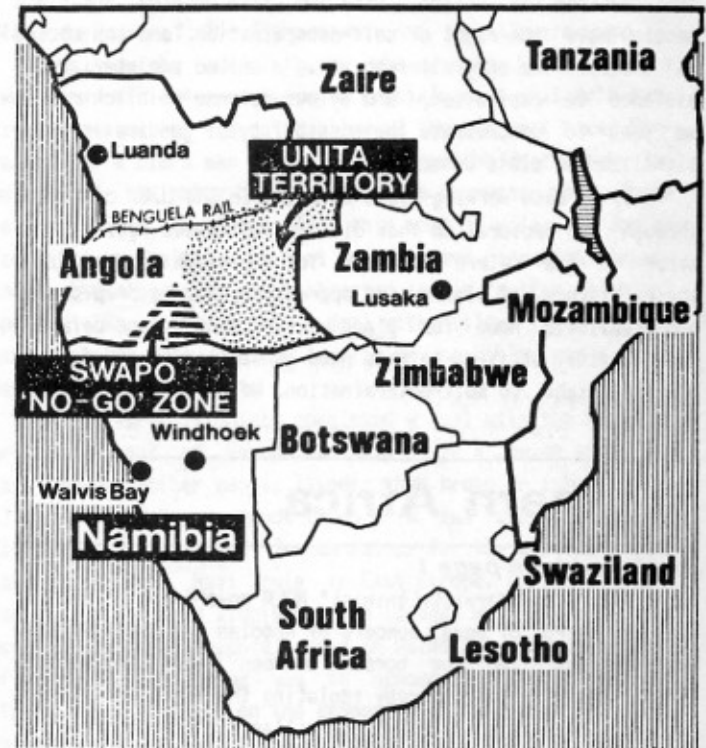 Tanzania
Zaire
Luanda
UNITA
TERRITORY
BENGUELA RAIL
Angola
Zambia
Lusaka
Mozambique
SWAPO
'NO-GO' ZONE
Zimbabwe
Windhoek
Botswana
Walvis Bay
Namibia
Swaziland
South
Africa
Lesotho